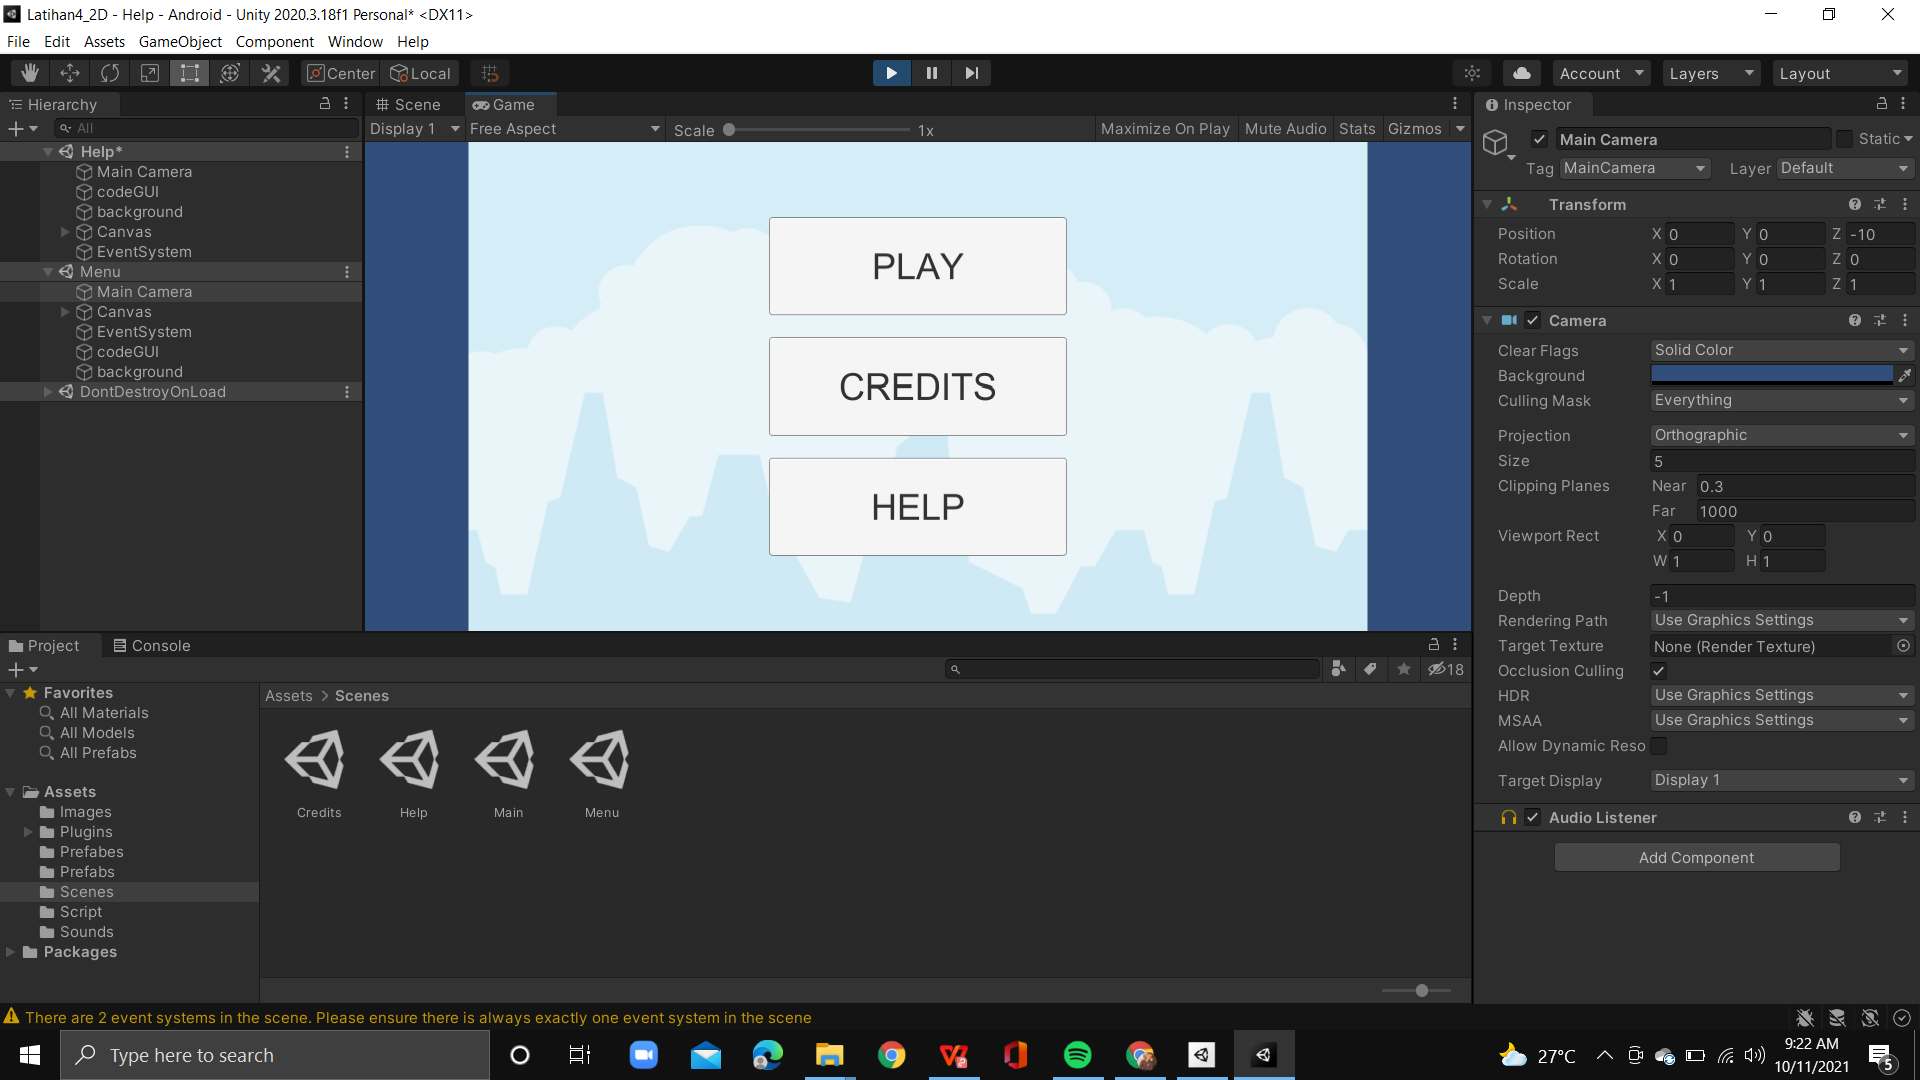 Latihan4_2D - Help - Android - Unity 2020.3.18f1 Personal* <DX11>
File Edit Assets GameObject Component Window Help
Center Local Account Layers Layout
Hierarchy
All
Help*
Main Camera
codeGUI
background
Canvas
EventSystem
Menu
Main Camera
Canvas
EventSystem
codeGUI
background
DontDestroyOnLoad
Scene Game
Display 1 Free Aspect Scale 1x Maximize On Play Mute Audio Stats Gizmos
PLAY
CREDITS
HELP
Inspector
Main Camera Static
Tag MainCamera Layer Default
Transform
Position X 0 Y 0 Z -10
Rotation X 0 Y 0 Z 0
Scale X 1 Y 1 Z 1
Camera
Clear Flags Solid Color
Background
Culling Mask Everything
Projection Orthographic
Size 5
Clipping Planes Near 0.3
Far 1000
Viewport Rect X 0 Y 0
W 1 H 1
Depth -1
Rendering Path Use Graphics Settings
Target Texture None (Render Texture)
Occlusion Culling
HDR Use Graphics Settings
MSAA Use Graphics Settings
Allow Dynamic Reso
Target Display Display 1
Audio Listener
Add Component
Project Console
18
Favorites
All Materials
All Models
All Prefabs
Assets
Images
Plugins
Prefabes
Prefabs
Scenes
Script
Sounds
Packages
Assets > Scenes
Credits Help Main Menu
There are 2 event systems in the scene. Please ensure there is always exactly one event system in the scene
Type here to search
27°C
9:22 AM
10/11/2021
5